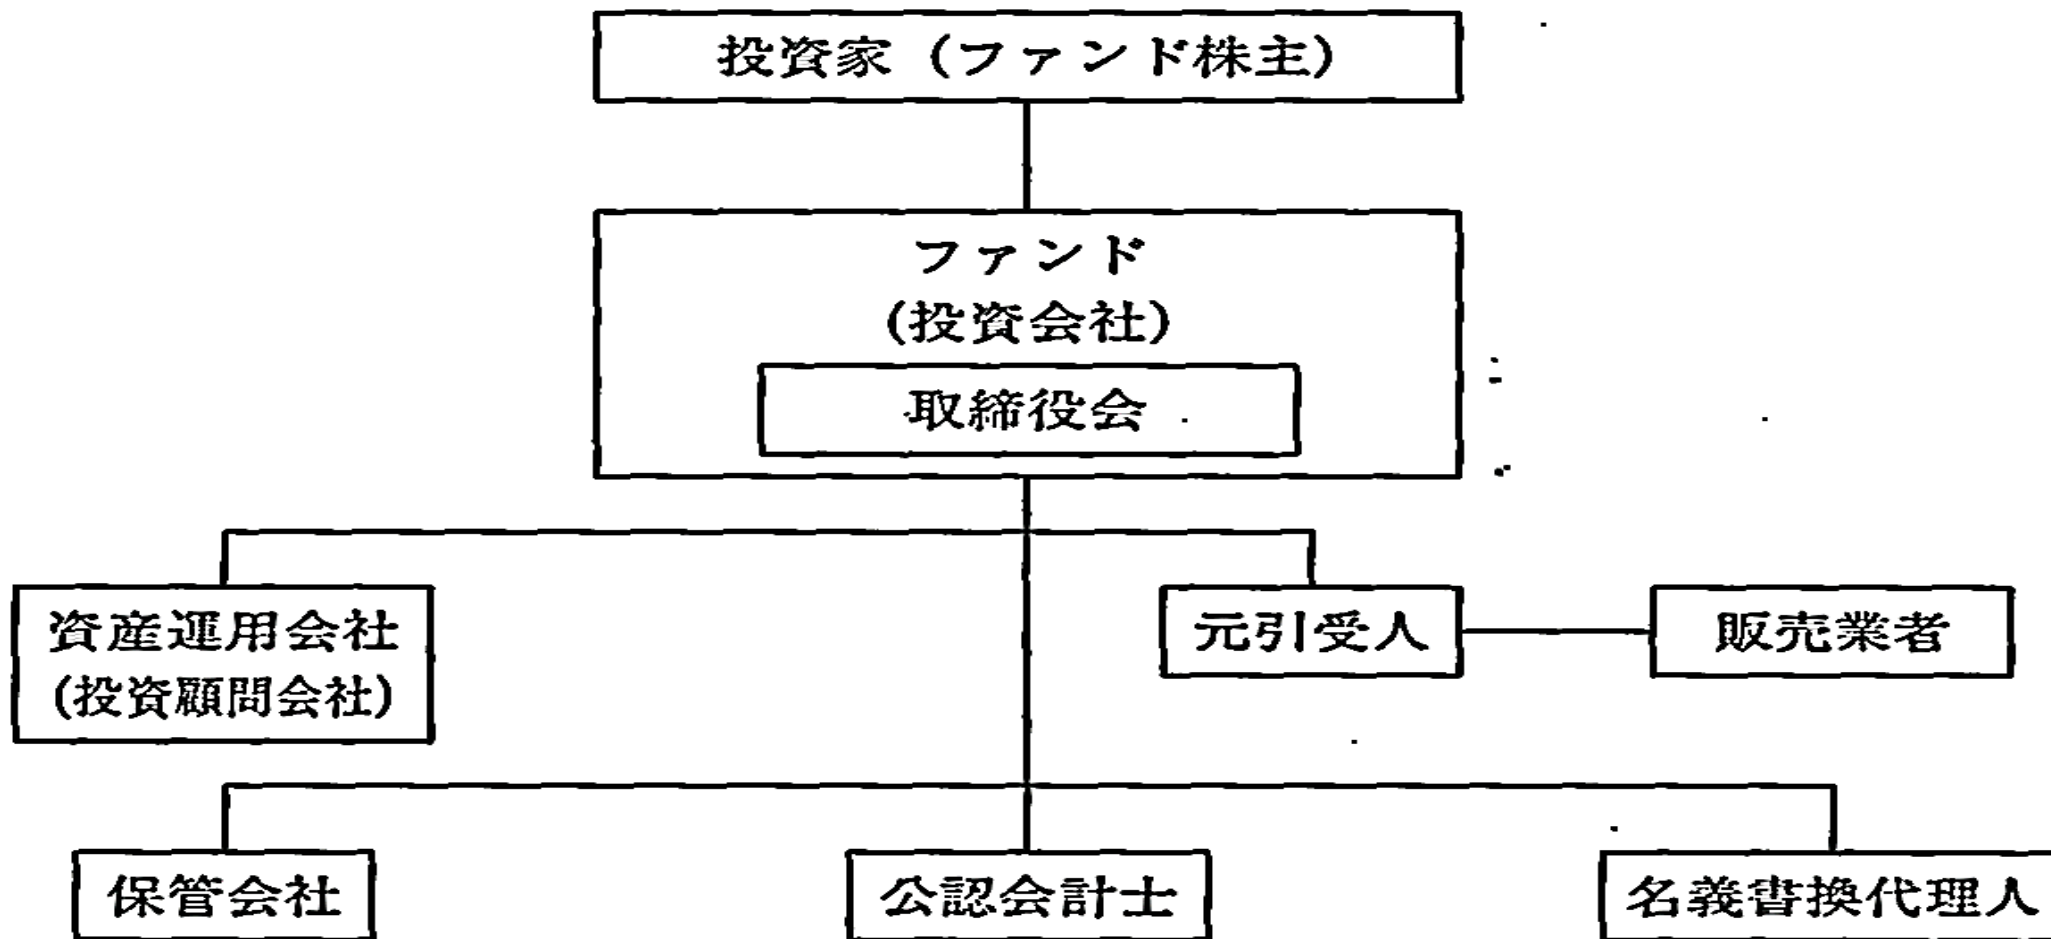 投資家（ファンド株主）
ファンド
(投資会社)
取締役会
資産運用会社
(投資顧問会社)
元引受人
販売業者
保管会社
公認会計士
名義書換代理人